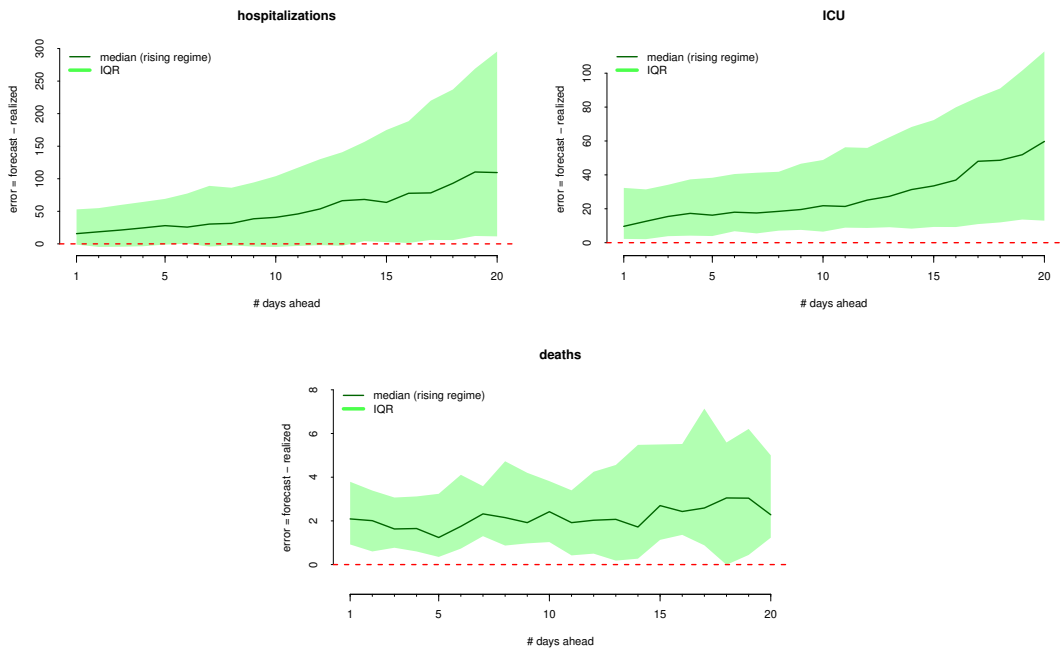 hospitalizations
error = forecast − realized
300
250
200
150
100
50
0
median (rising regime)
IQR
1
5
10
15
20
# days ahead
ICU
error = forecast − realized
100
80
60
40
20
0
median (rising regime)
IQR
1
5
10
15
20
# days ahead
deaths
error = forecast − realized
8
6
4
2
0
median (rising regime)
IQR
1
5
10
15
20
# days ahead